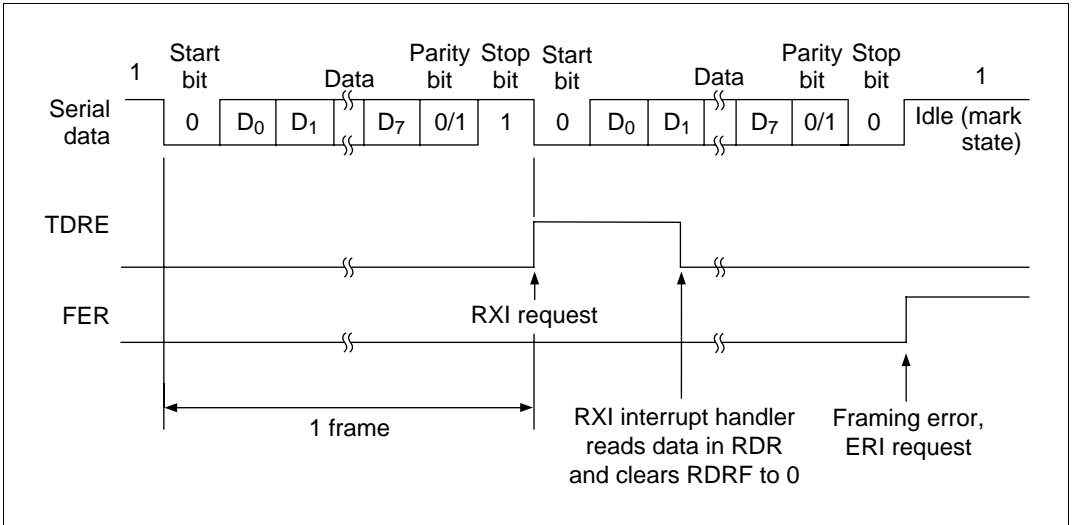 1 Start bit Data Parity bit Stop bit Start bit Data Parity bit Stop bit 1
Serial data 0 D0 D1 D7 0/1 1 0 D0 D1 D7 0/1 0 Idle (mark state)
TDRE
RXI request
FER
1 frame
RXI interrupt handler
reads data in RDR
and clears RDRF to 0
Framing error,
ERI request